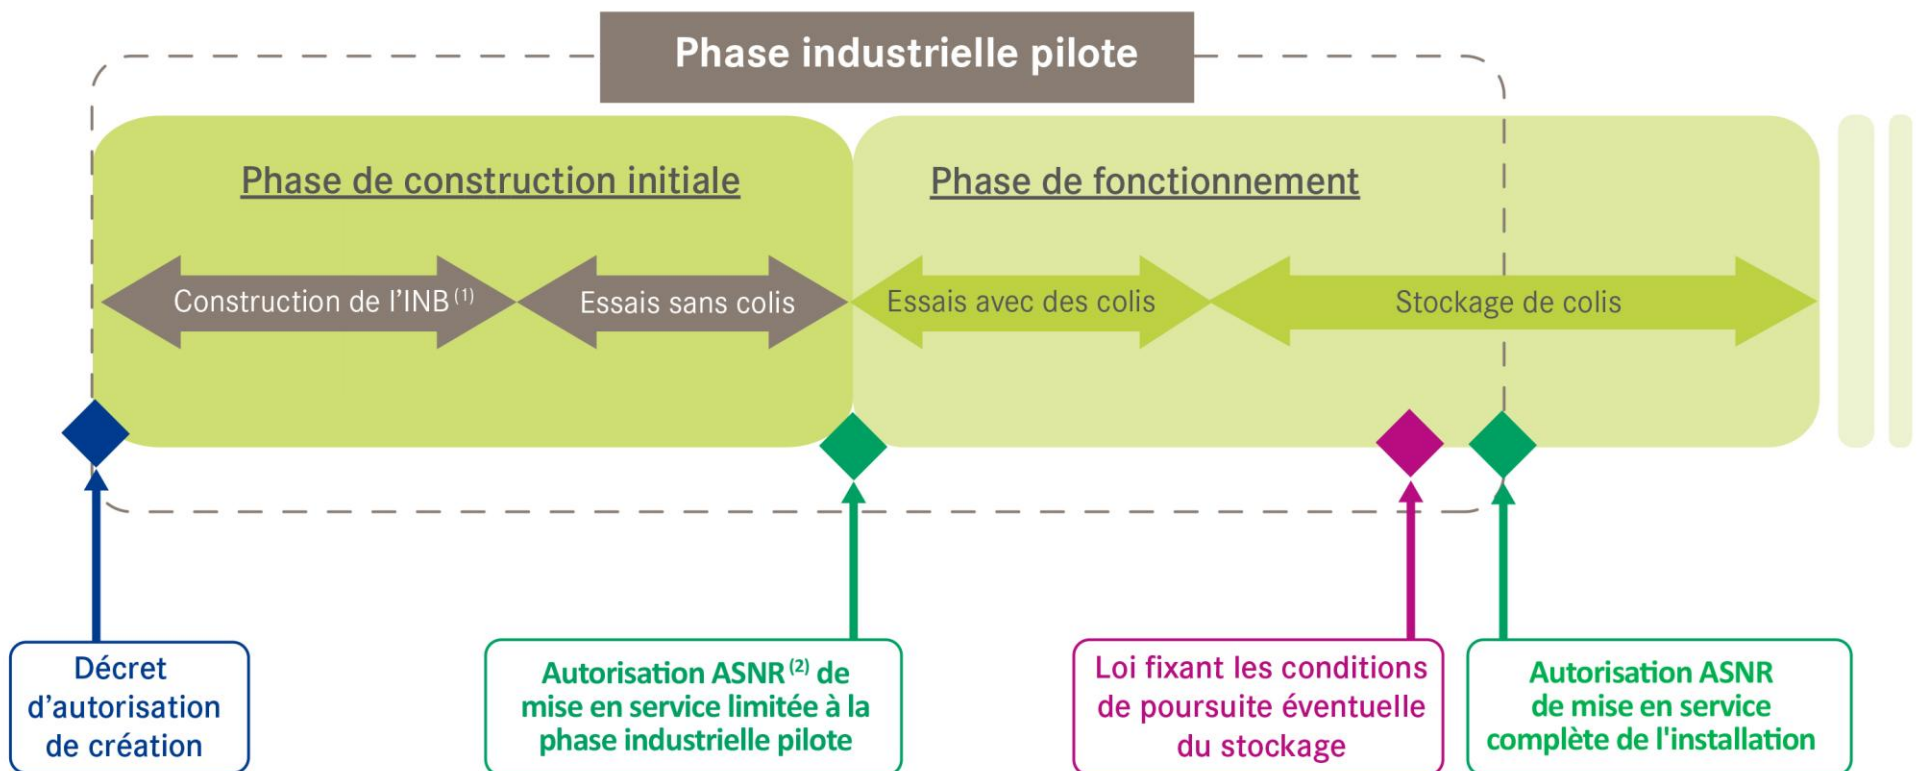 Phase industrielle pilote
Phase de construction initiale
Phase de fonctionnement
Construction de l'INB (1)
Essais sans colis
Essais avec des colis
Stockage de colis
Décret
d'autorisation
de création
Autorisation ASNR (2) de
mise en service limitée à la
phase industrielle pilote
Loi fixant les conditions
de poursuite éventuelle
du stockage
Autorisation ASNR
de mise en service
complète de l'installation